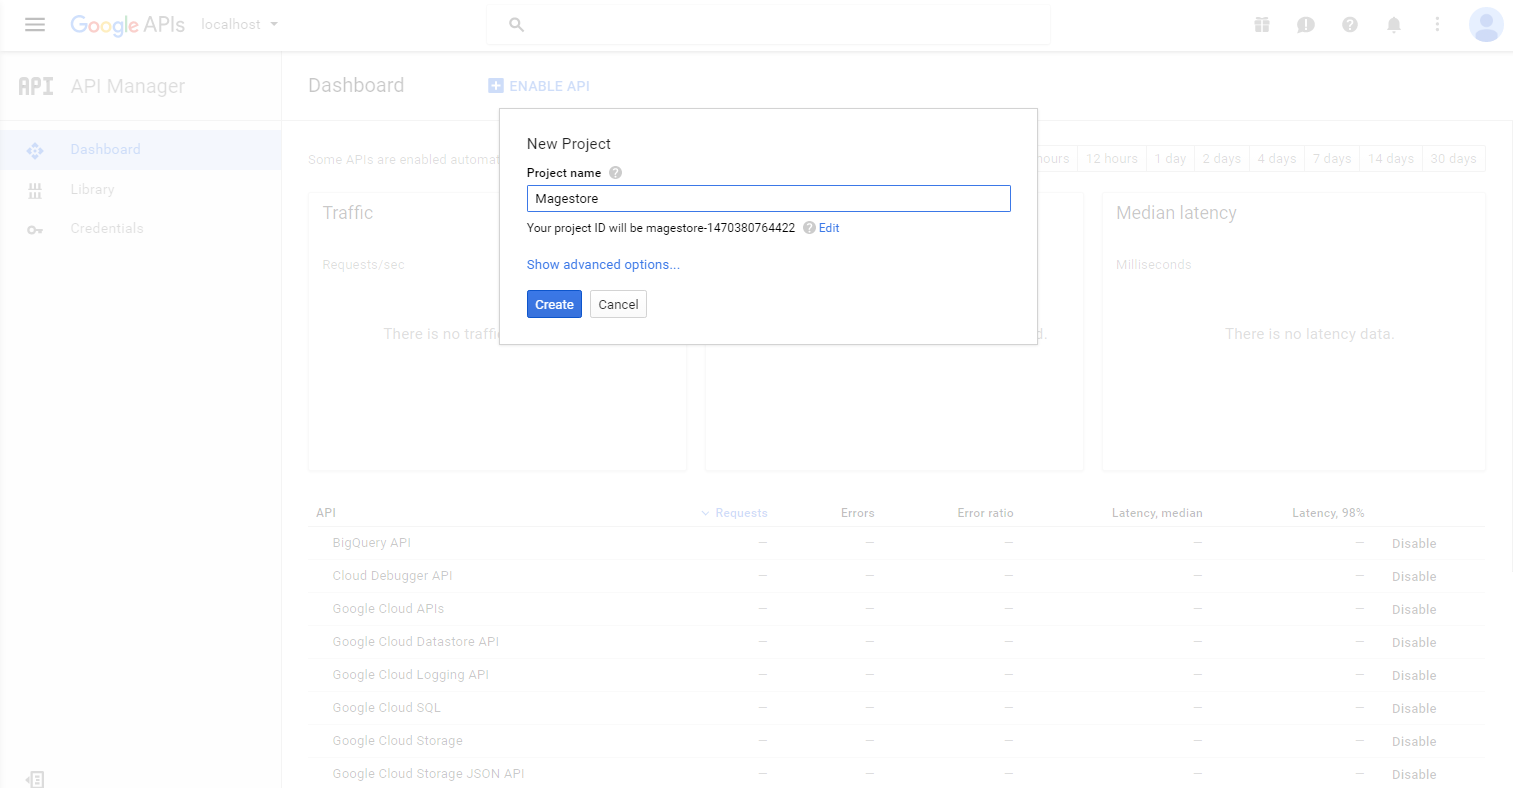 Google APIs localhost
API API Manager
Dashboard
ENABLE API
Dashboard
Library
Credentials
Some APIs are enabled automat
hours 12 hours 1 day 2 days 4 days 7 days 14 days 30 days
New Project
Project name ?
Magestore
Your project ID will be magestore-1470380764422 ? Edit
Show advanced options...
Create Cancel
Traffic
Requests/sec
There is no traffi
d.
Median latency
Milliseconds
There is no latency data.
API Requests Errors Error ratio Latency, median Latency, 98%
BigQuery API — — — — — Disable
Cloud Debugger API — — — — — Disable
Google Cloud APIs — — — — — Disable
Google Cloud Datastore API — — — — — Disable
Google Cloud Logging API — — — — — Disable
Google Cloud SQL — — — — — Disable
Google Cloud Storage — — — — — Disable
Google Cloud Storage JSON API — — — — — Disable